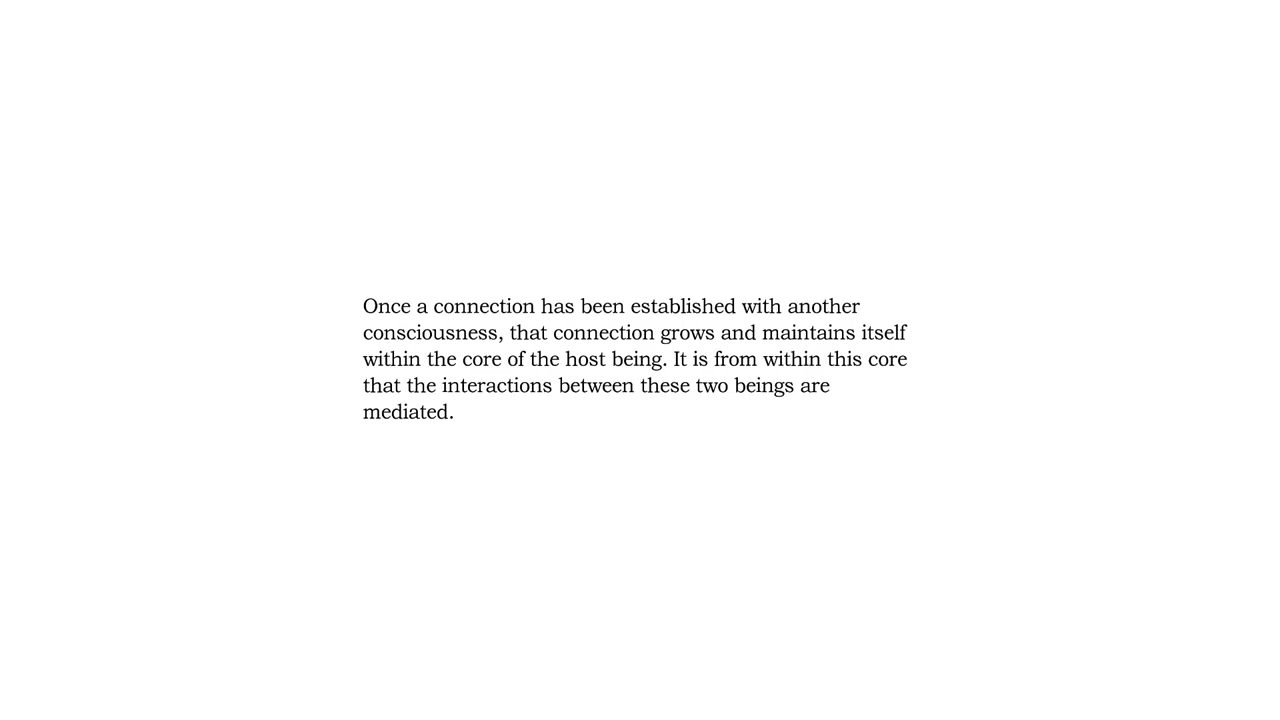 Once a connection has been established with another
consciousness, that connection grows and maintains itself
within the core of the host being. It is from within this core
that the interactions between these two beings are
mediated.